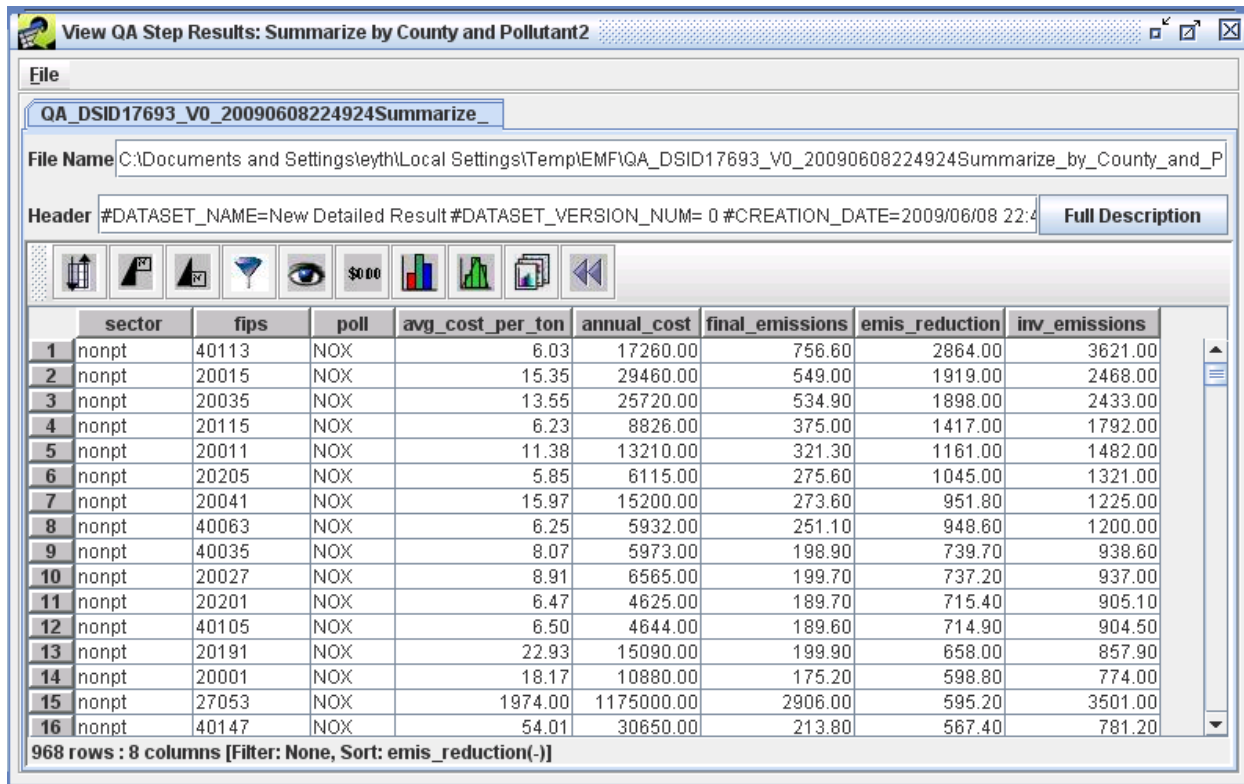 View QA Step Results: Summarize by County and Pollutant2
File
QA_DSID17693_V0_20090608224924Summarize_
File Name C:\Documents and Settings\eyth\Local Settings\Temp\EMF\QA_DSID17693_V0_20090608224924Summarize_by_County_and_P
Header #DATASET_NAME=New Detailed Result #DATASET_VERSION_NUM= 0 #CREATION_DATE=2009/06/08 22:4 Full Description
$0.00
sector fips poll avg_cost_per_ton annual_cost final_emissions emis_reduction inv_emissions
1 nonpt 40113 NOX 6.03 17260.00 756.60 2864.00 3621.00
2 nonpt 20015 NOX 15.35 29460.00 549.00 1919.00 2468.00
3 nonpt 20035 NOX 13.55 25720.00 534.90 1898.00 2433.00
4 nonpt 20115 NOX 6.23 8826.00 375.00 1417.00 1792.00
5 nonpt 20011 NOX 11.38 13210.00 321.30 1161.00 1482.00
6 nonpt 20205 NOX 5.85 6115.00 275.60 1045.00 1321.00
7 nonpt 20041 NOX 15.97 15200.00 273.60 951.80 1225.00
8 nonpt 40063 NOX 6.25 5932.00 251.10 948.60 1200.00
9 nonpt 40035 NOX 8.07 5973.00 198.90 739.70 938.60
10 nonpt 20027 NOX 8.91 6565.00 199.70 737.20 937.00
11 nonpt 20201 NOX 6.47 4625.00 189.70 715.40 905.10
12 nonpt 40105 NOX 6.50 4644.00 189.60 714.90 904.50
13 nonpt 20191 NOX 22.93 15090.00 199.90 658.00 857.90
14 nonpt 20001 NOX 18.17 10880.00 175.20 598.80 774.00
15 nonpt 27053 NOX 1974.00 1175000.00 2906.00 595.20 3501.00
16 nonpt 40147 NOX 54.01 30650.00 213.80 567.40 781.20
968 rows : 8 columns [Filter: None, Sort: emis_reduction(-)]